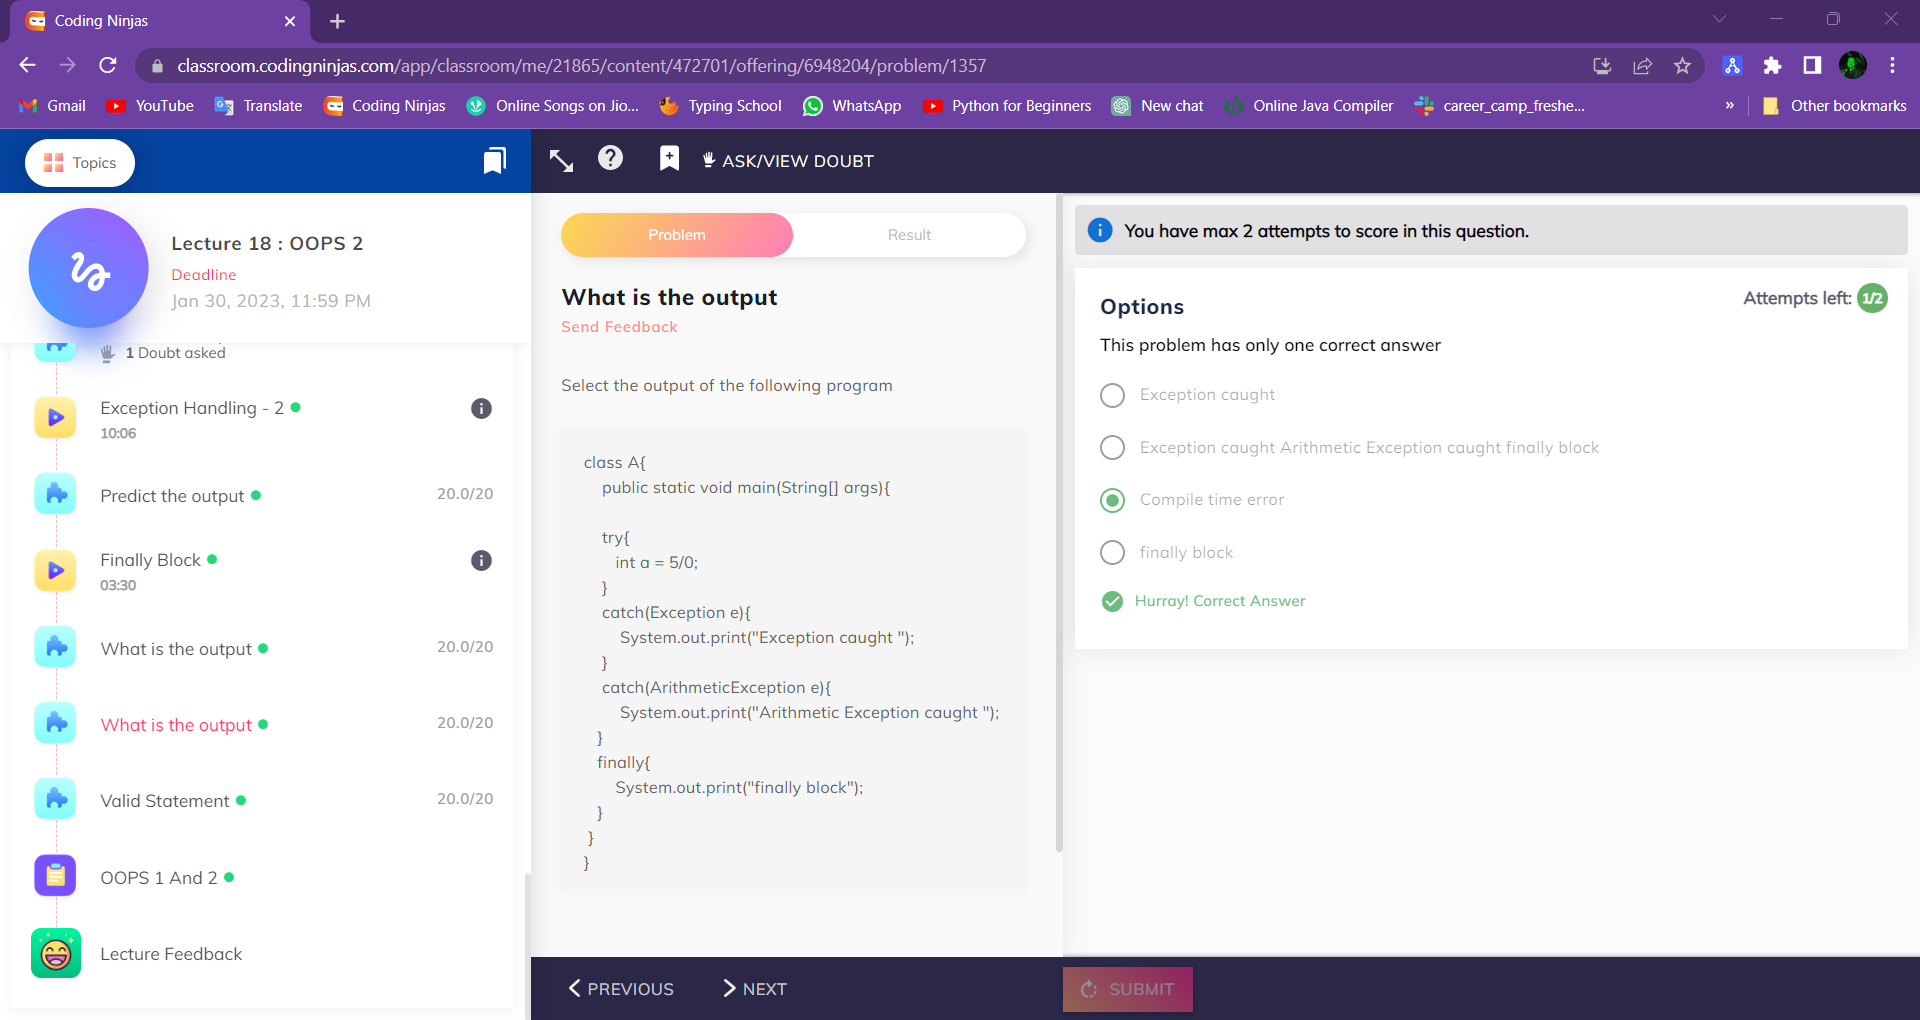 Coding Ninjas
classroom.codingninjas.com/app/classroom/me/21865/content/472701/offering/6948204/problem/1357
Gmail
YouTube
Translate
Coding Ninjas
Online Songs on Jio...
Typing School
WhatsApp
Python for Beginners
New chat
Online Java Compiler
career_camp_freshe...
»
Other bookmarks
Topics
ASK/VIEW DOUBT
Lecture 18 : OOPS 2
Deadline
Jan 30, 2023, 11:59 PM
1 Doubt asked
Exception Handling - 2
10:06
Predict the output
20.0/20
Finally Block
03:30
What is the output
20.0/20
What is the output
20.0/20
Valid Statement
20.0/20
OOPS 1 And 2
Lecture Feedback
Problem
Result
What is the output
Send Feedback
Select the output of the following program
class A{
public static void main(String[] args){
try{
int a = 5/0;
}
catch(Exception e){
System.out.print("Exception caught ");
}
catch(ArithmeticException e){
System.out.print("Arithmetic Exception caught ");
}
finally{
System.out.print("finally block");
}
}
}
PREVIOUS
NEXT
You have max 2 attempts to score in this question.
Options
Attempts left: 1/2
This problem has only one correct answer
Exception caught
Exception caught Arithmetic Exception caught finally block
Compile time error
finally block
Hurray! Correct Answer
SUBMIT